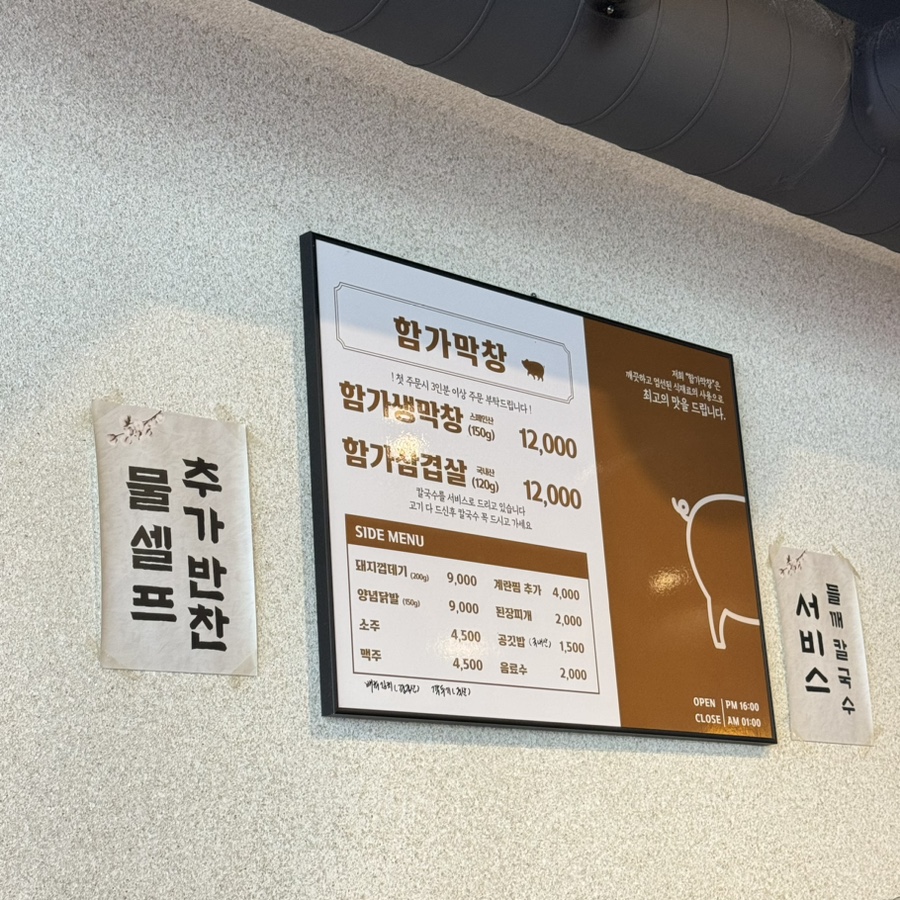 추가반찬
물셀프
함가막창
! 첫 주문시 3인분 이상 주문 부탁드립니다 !
함가생막창 스페인산 (150g) 12,000
함가삼겹살 국내산 (120g) 12,000
칼국수를 서비스로 드리고 있습니다
고기 다 드신후 칼국수 꼭 드시고 가세요
SIDE MENU
돼지껍데기 (200g) 9,000
양념닭발 (150g) 9,000
소주 4,500
맥주 4,500
계란찜 추가 4,000
된장찌개 2,000
공깃밥 (국내산) 1,500
음료수 2,000
저희 "함가막창"은
깨끗하고 엄선된 식재료의 사용으로
최고의 맛을 드립니다.
OPEN PM 16:00
CLOSE AM 01:00
들깨칼국수
서비스